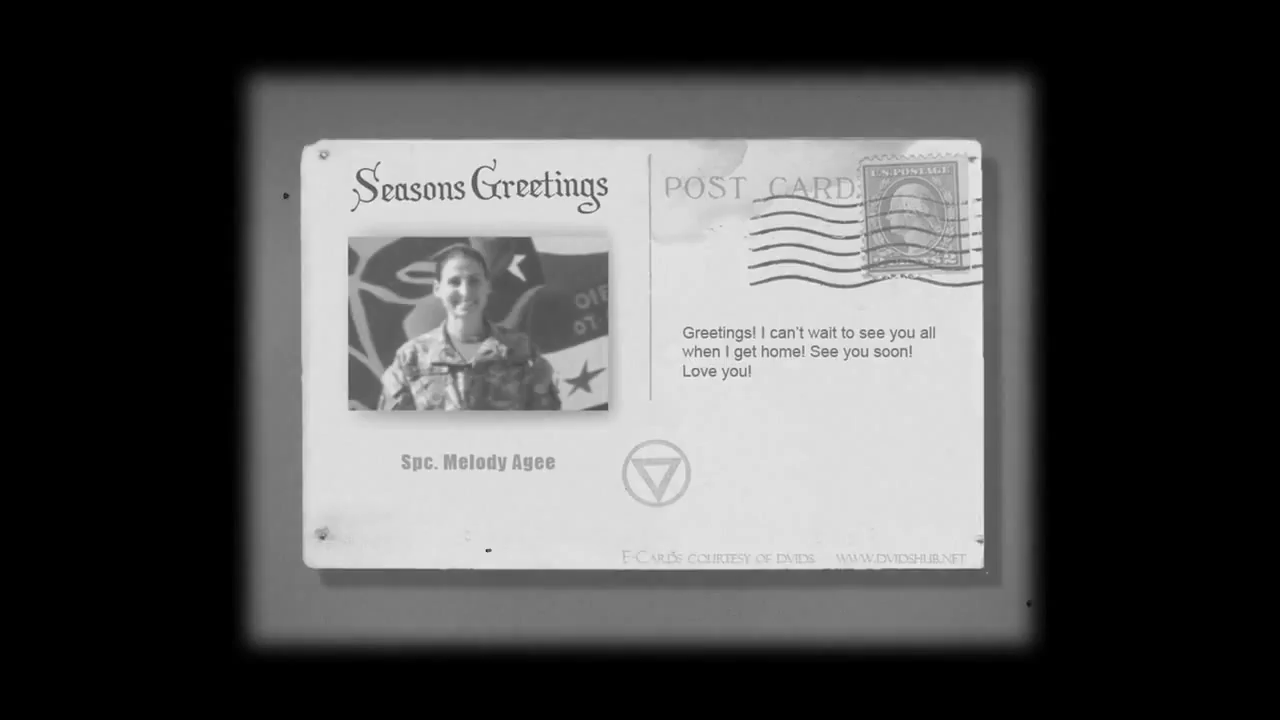 Seasons Greetings
POST CARD
U.S. POSTAGE
Greetings! I can't wait to see you all
when I get home! See you soon!
Love you!
Spc. Melody Agee
E-Cards courtesy of DVIDS www.dvidshub.net